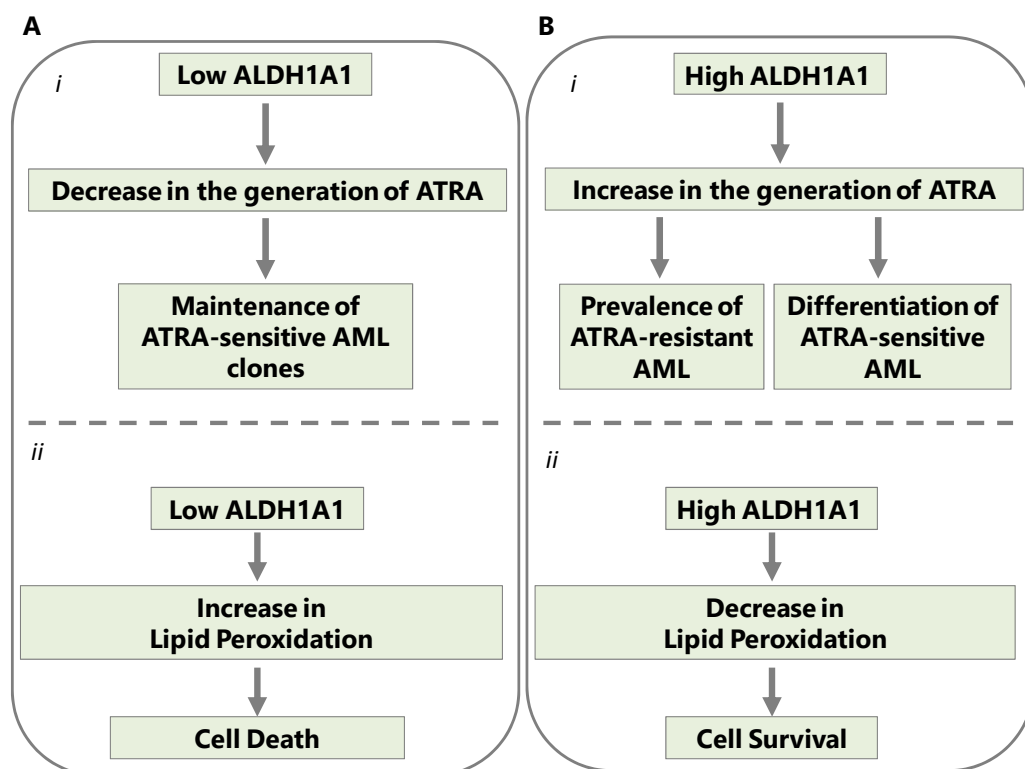 A
i
Low ALDH1A1
Decrease in the generation of ATRA
Maintenance of
ATRA-sensitive AML
clones
ii
Low ALDH1A1
Increase in
Lipid Peroxidation
Cell Death
B
i
High ALDH1A1
Increase in the generation of ATRA
Prevalence of
ATRA-resistant
AML
Differentiation of
ATRA-sensitive
AML
ii
High ALDH1A1
Decrease in
Lipid Peroxidation
Cell Survival